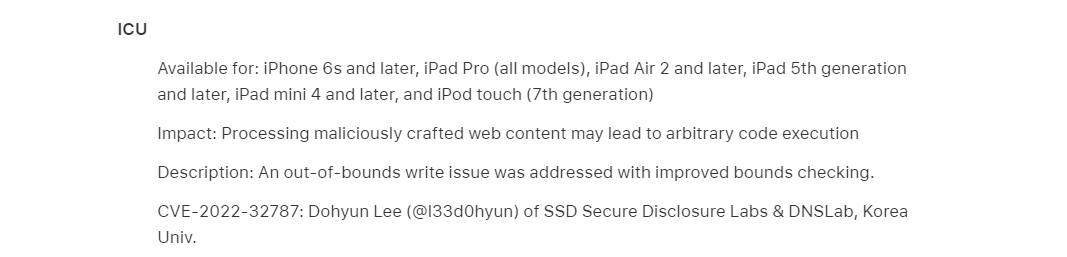 ICU
Available for: iPhone 6s and later, iPad Pro (all models), iPad Air 2 and later, iPad 5th generation
and later, iPad mini 4 and later, and iPod touch (7th generation)
Impact: Processing maliciously crafted web content may lead to arbitrary code execution
Description: An out-of-bounds write issue was addressed with improved bounds checking.
CVE-2022-32787: Dohyun Lee (@l33d0hyun) of SSD Secure Disclosure Labs & DNSLab, Korea
Univ.